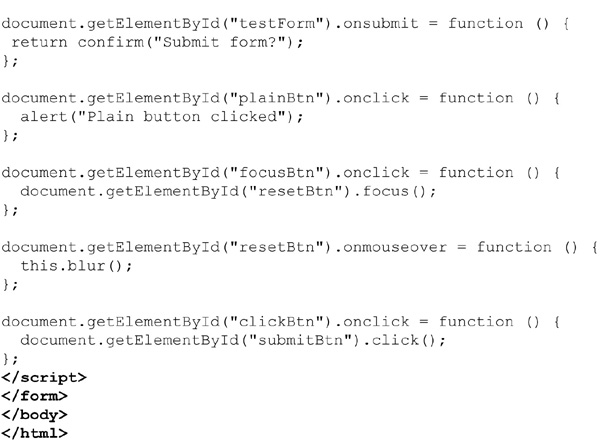 document.getElementById("testForm").onsubmit = function () {
 return confirm("Submit form?");
};

document.getElementById("plainBtn").onclick = function () {
  alert("Plain button clicked");
};

document.getElementById("focusBtn").onclick = function () {
  document.getElementById("resetBtn").focus();
};

document.getElementById("resetBtn").onmouseover = function () {
  this.blur();
};

document.getElementById("clickBtn").onclick = function () {
  document.getElementById("submitBtn").click();
};
</script>
</form>
</body>
</html>